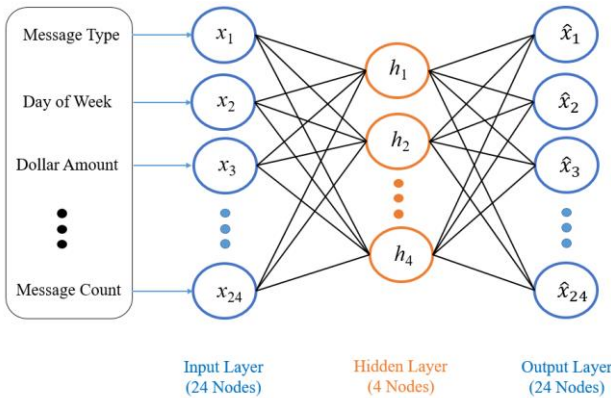 Message Type
Day of Week
Dollar Amount
Message Count
x₁
x₂
x₃
x₂₄
h₁
h₂
h₄
x̂₁
x̂₂
x̂₃
x̂₂₄
Input Layer
(24 Nodes)
Hidden Layer
(4 Nodes)
Output Layer
(24 Nodes)